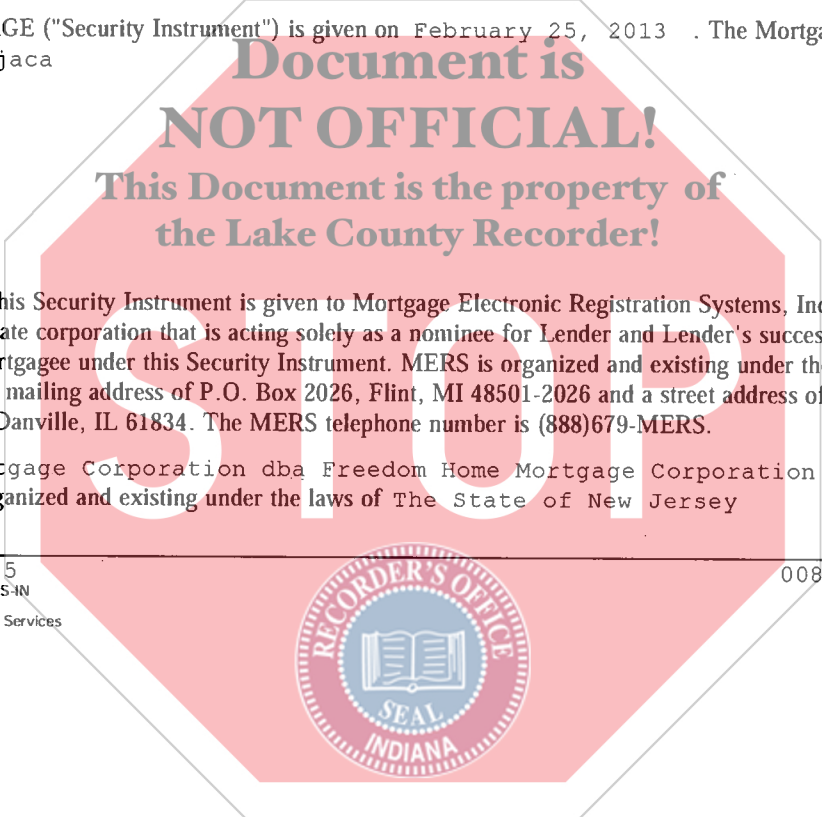 GE ("Security Instrument") is given on February 25, 2013 . The Mortga
jaca
Document is
NOT OFFICIAL!
This Document is the property of
the Lake County Recorder!
his Security Instrument is given to Mortgage Electronic Registration Systems, Inc
ate corporation that is acting solely as a nominee for Lender and Lender's succes
rtgagee under this Security Instrument. MERS is organized and existing under th
mailing address of P.O. Box 2026, Flint, MI 48501-2026 and a street address of
Danville, IL 61834. The MERS telephone number is (888)679-MERS.
STOP
tgage Corporation dba Freedom Home Mortgage Corporation
ganized and existing under the laws of The State of New Jersey
5
008
S-IN
Services
RECORDER'S OFFICE
SEAL
INDIANA